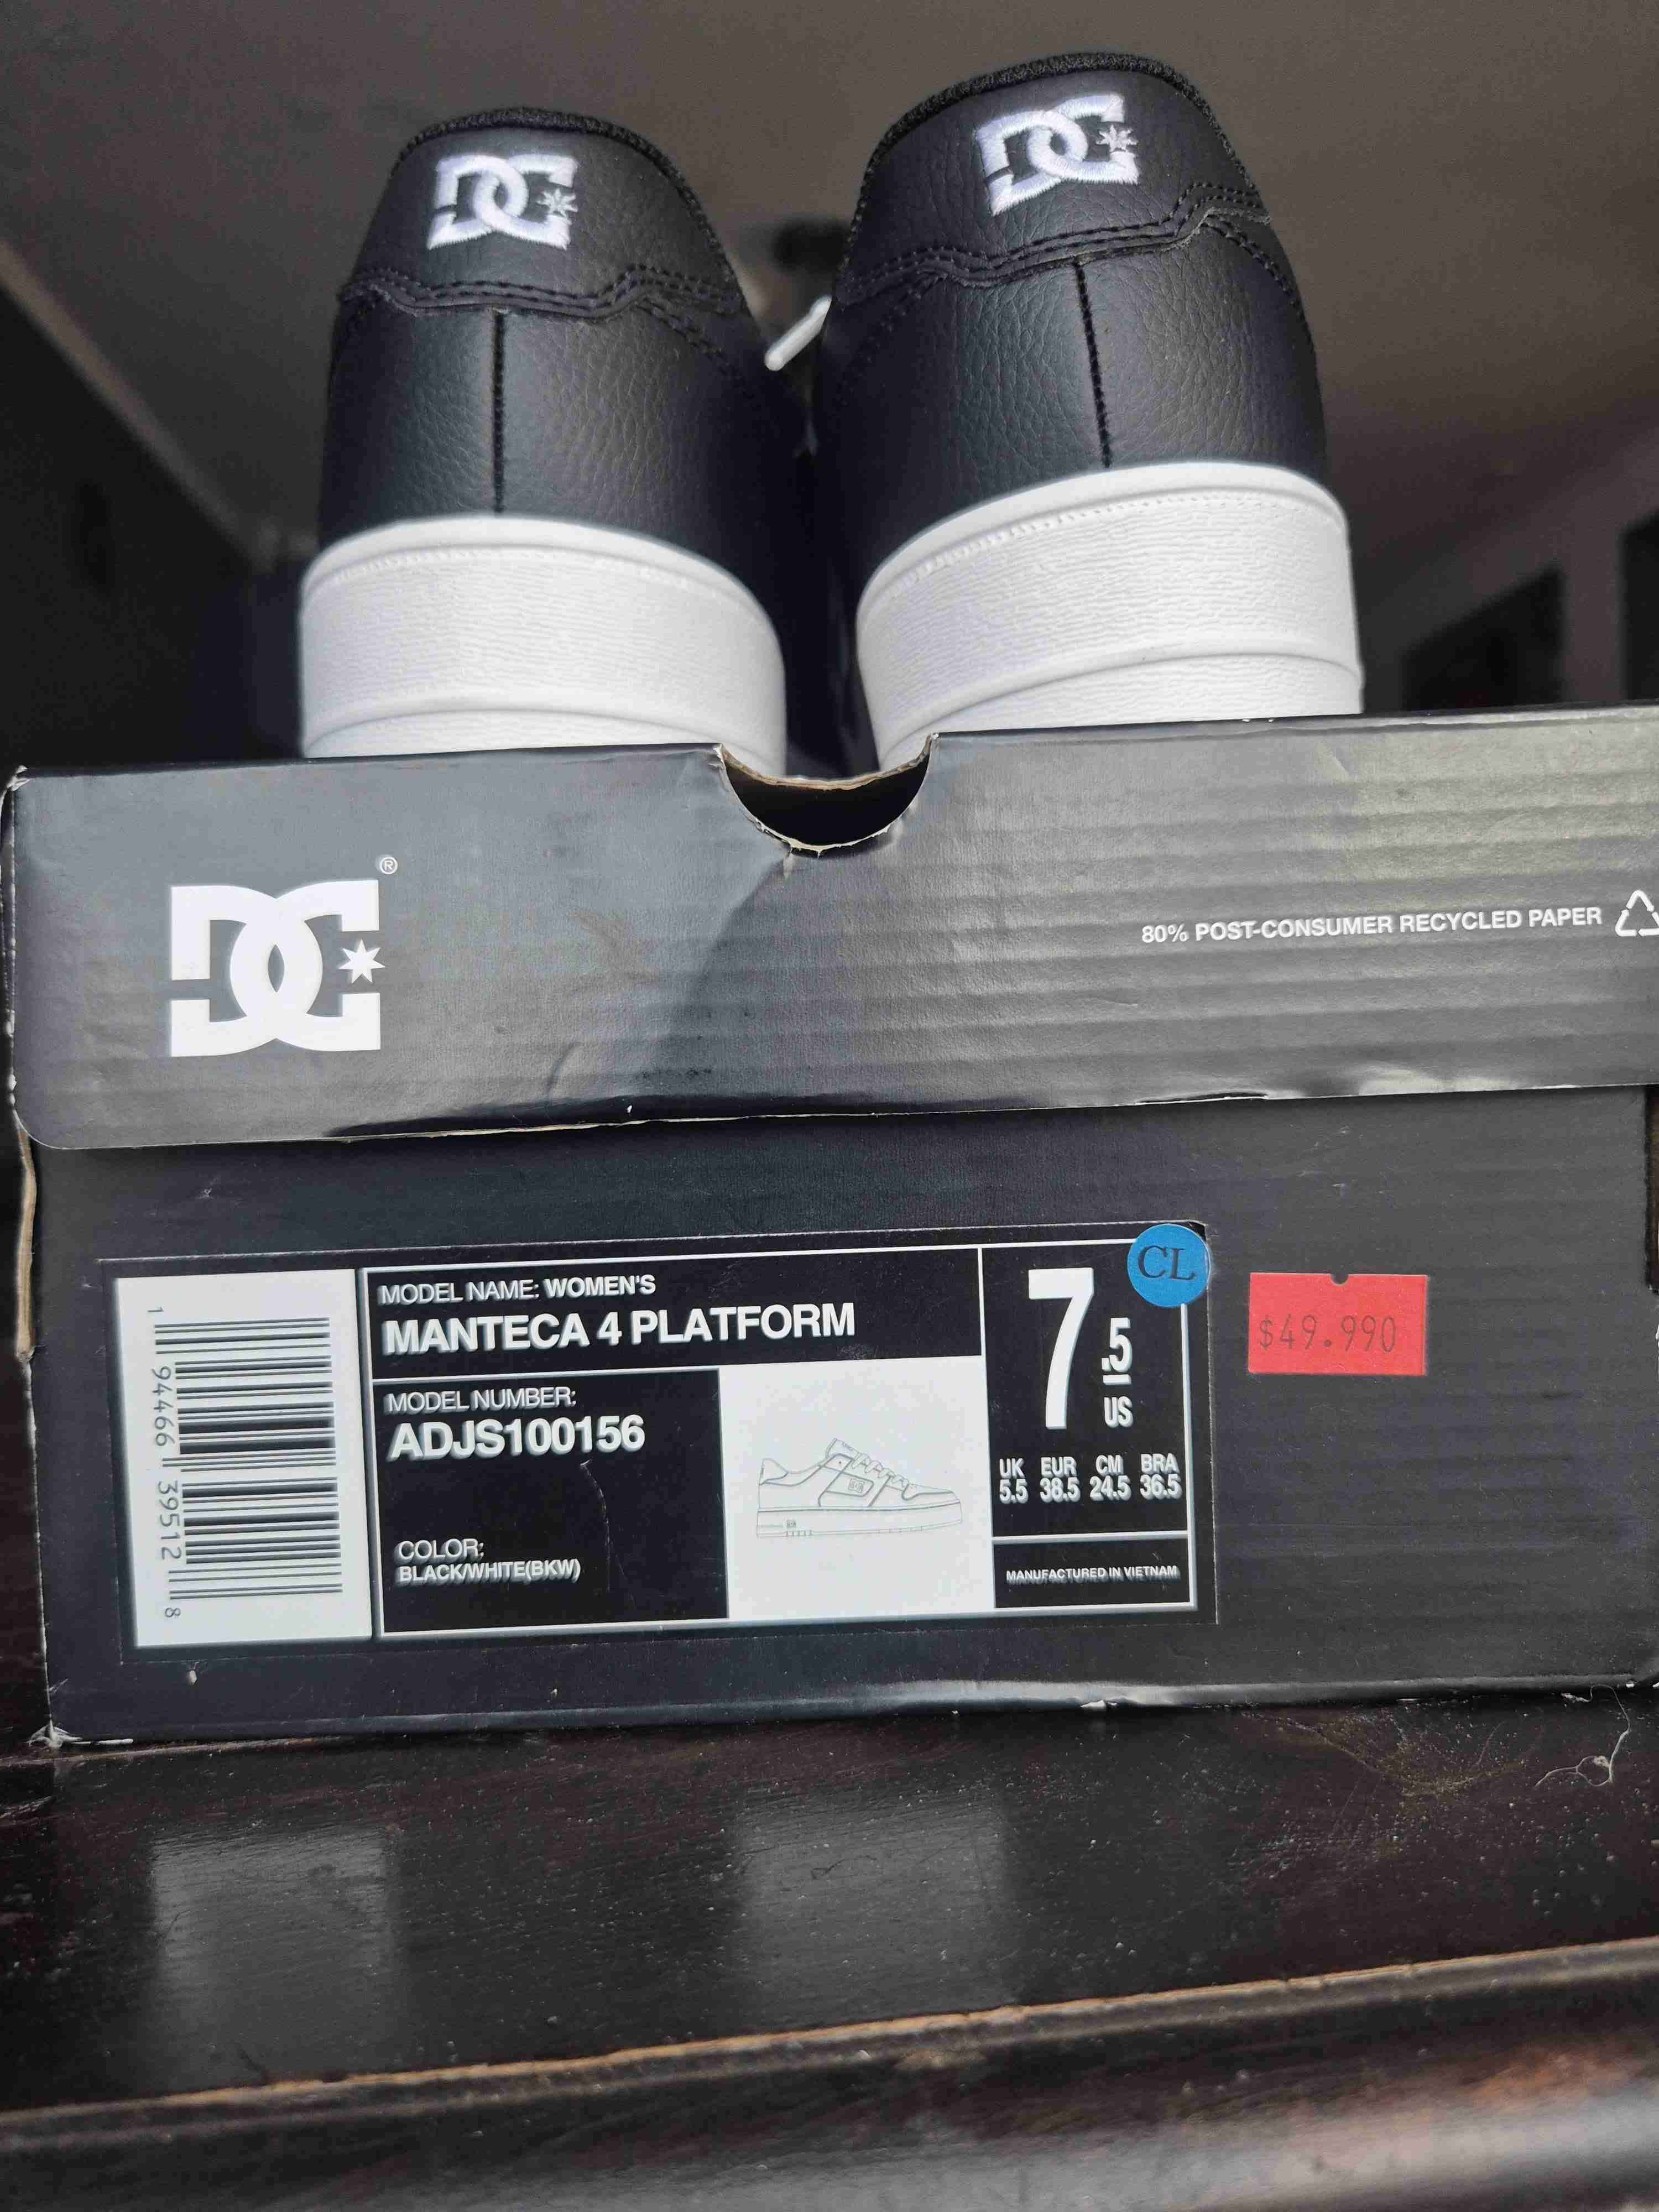 DC
DC
DC®
80% POST-CONSUMER RECYCLED PAPER
MODEL NAME: WOMEN'S
MANTECA 4 PLATFORM
MODEL NUMBER:
ADJS100156
COLOR:
BLACK/WHITE(BKW)
1 94466 39512 8
7.5
US
UK EUR CM BRA
5.5 38.5 24.5 36.5
MANUFACTURED IN VIETNAM
CL
$49.990